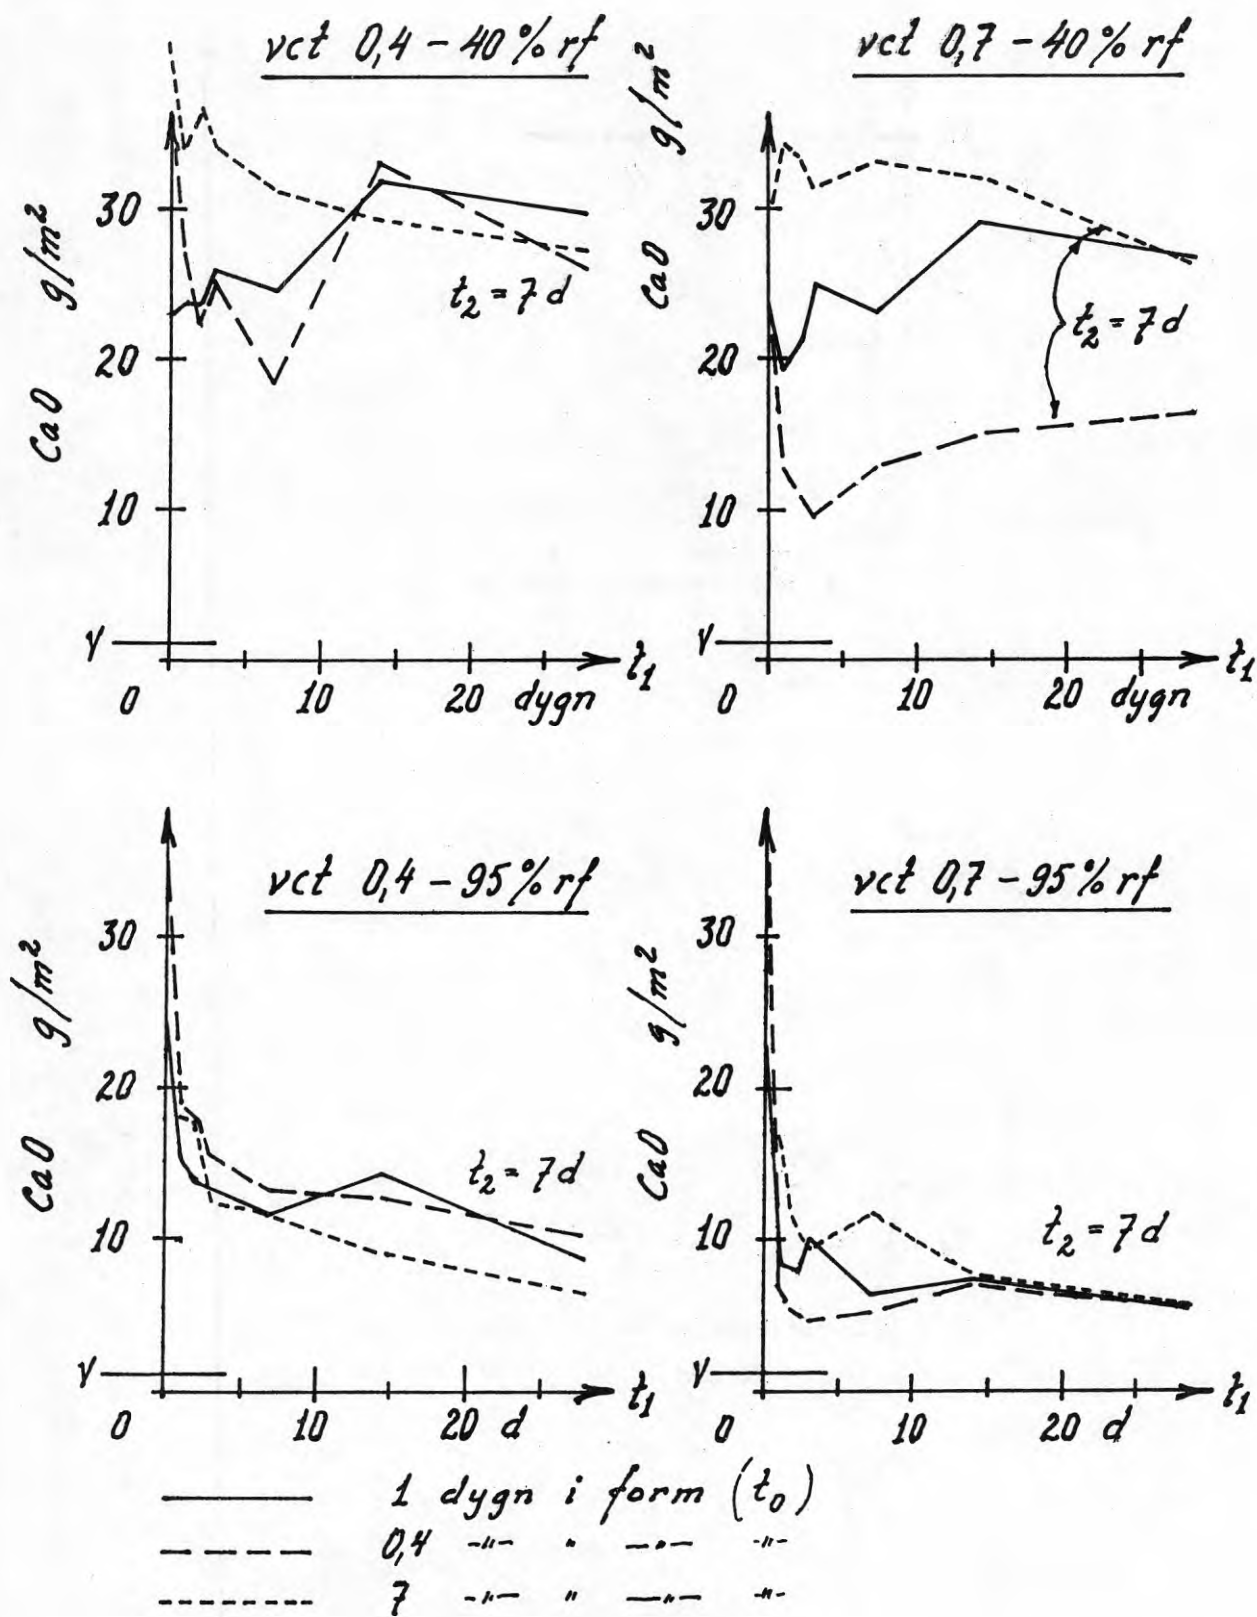 vct 0,4 – 40 % rf
CaO g/m²
30
20
10
t₂ = 7 d
γ
0
10
20 dygn
t₁
vct 0,7 – 40 % rf
CaO g/m²
30
20
10
t₂ = 7 d
γ
0
10
20 dygn
t₁
vct 0,4 – 95 % rf
CaO g/m²
30
20
10
t₂ = 7 d
γ
0
10
20 d
t₁
vct 0,7 – 95 % rf
CaO g/m²
30
20
10
t₂ = 7 d
γ
0
10
20 d
t₁
1 dygn i form (t₀)
0,4 -"- " -"- -"-
7 -"- " -"- -"-